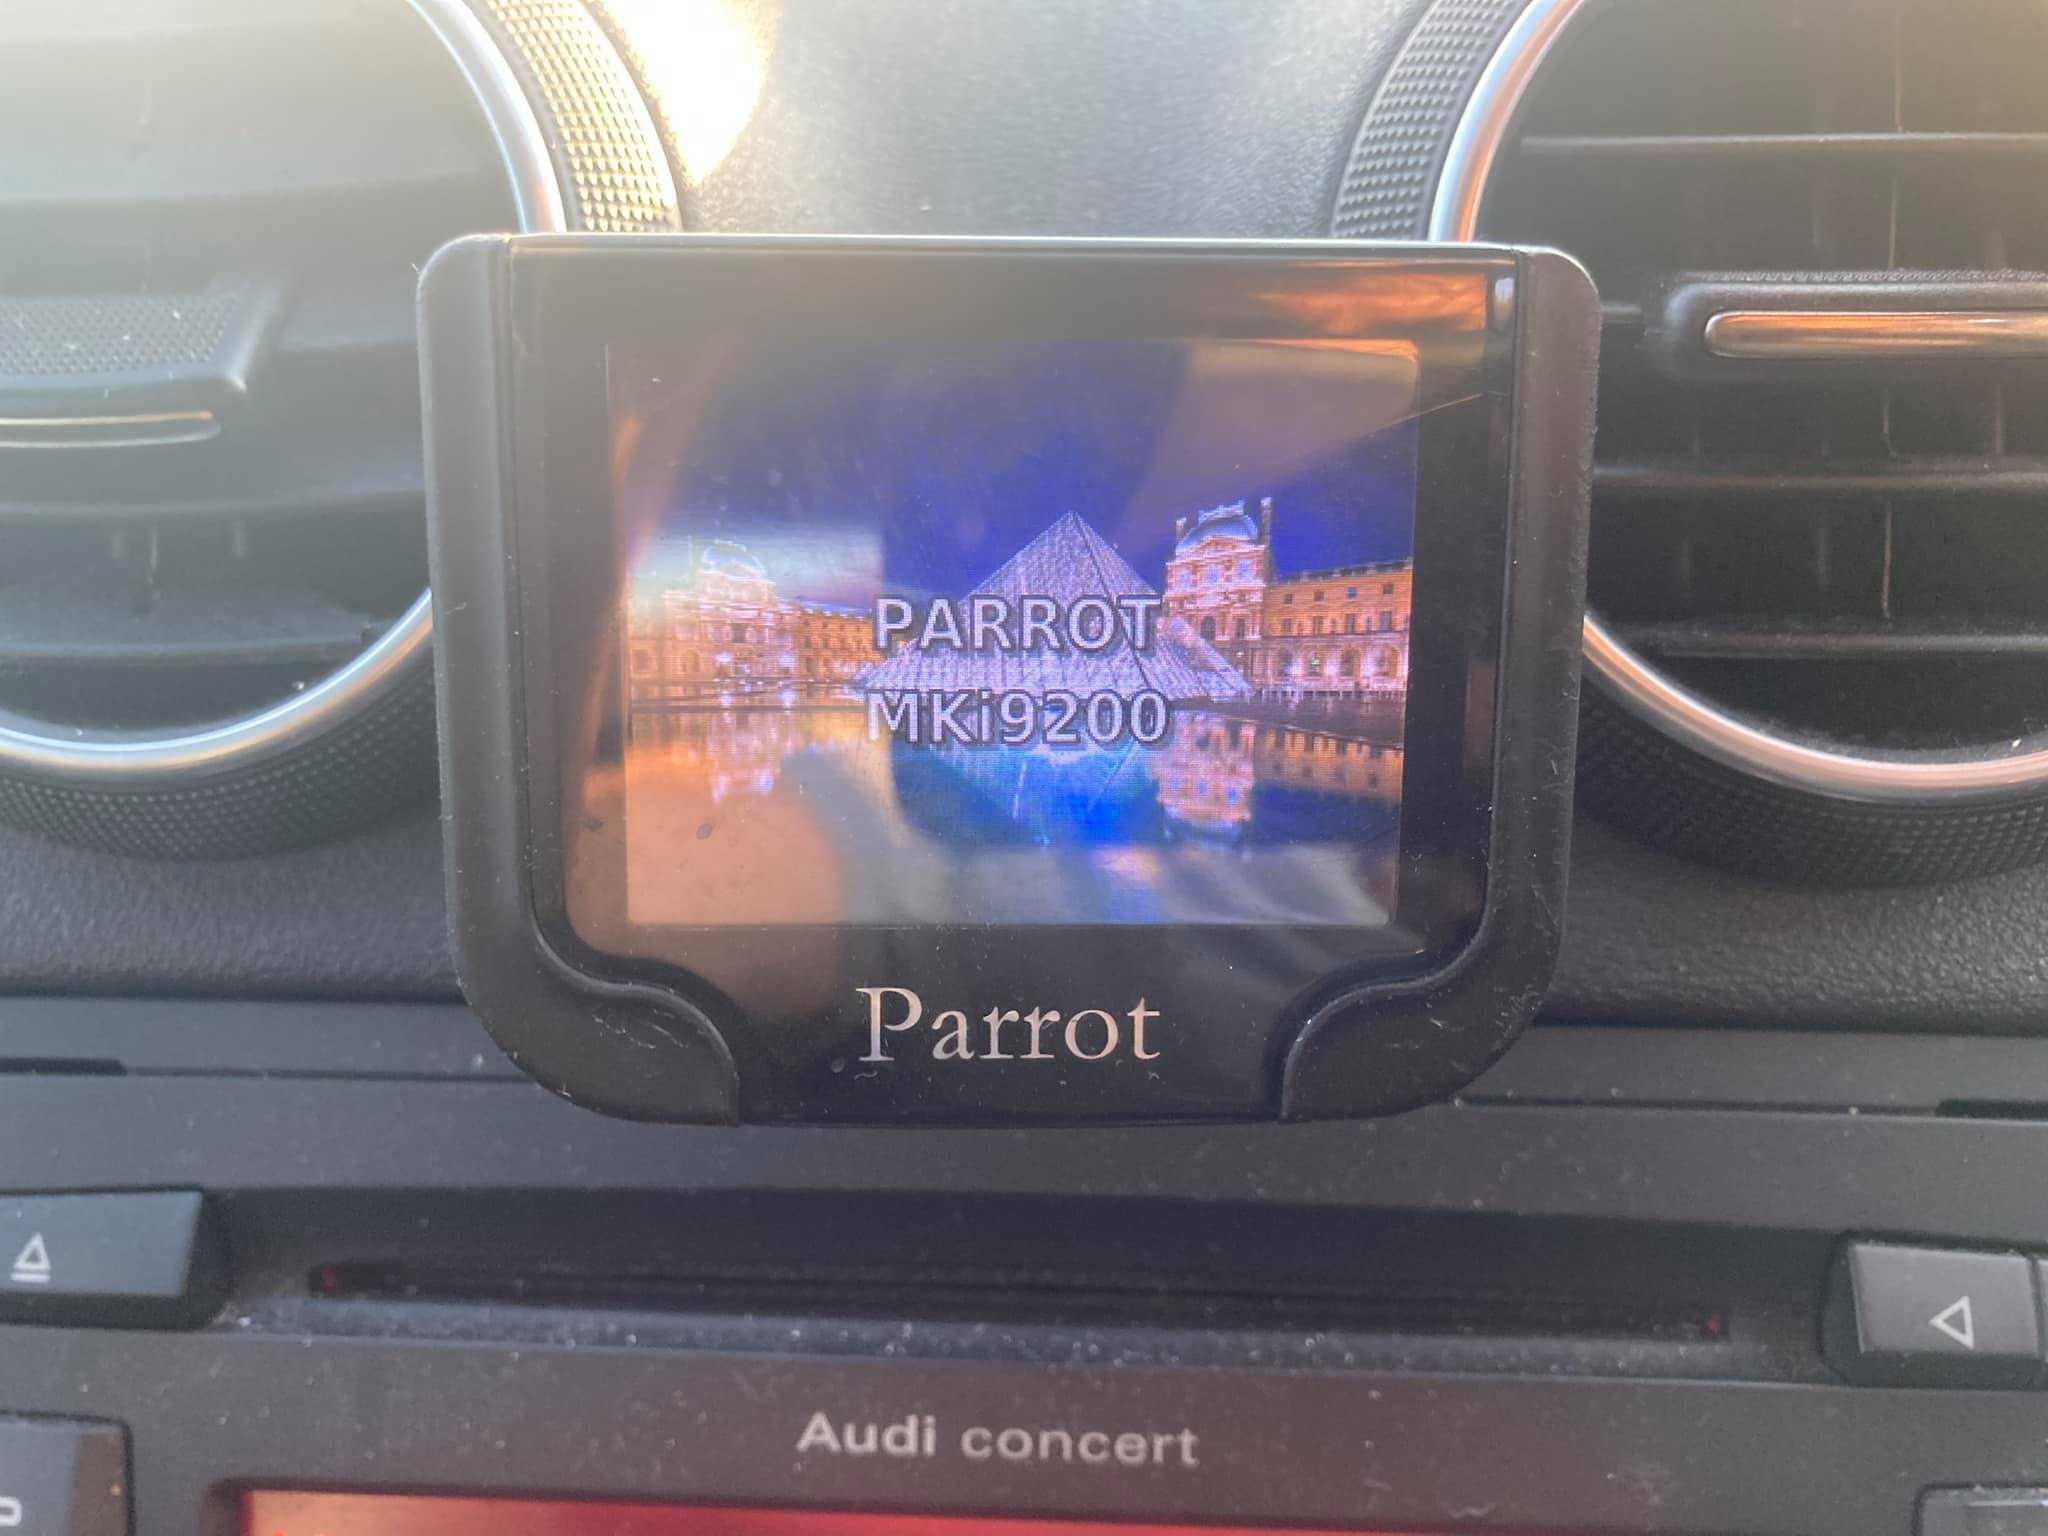 PARROT
MKi9200
Parrot
Audi concert